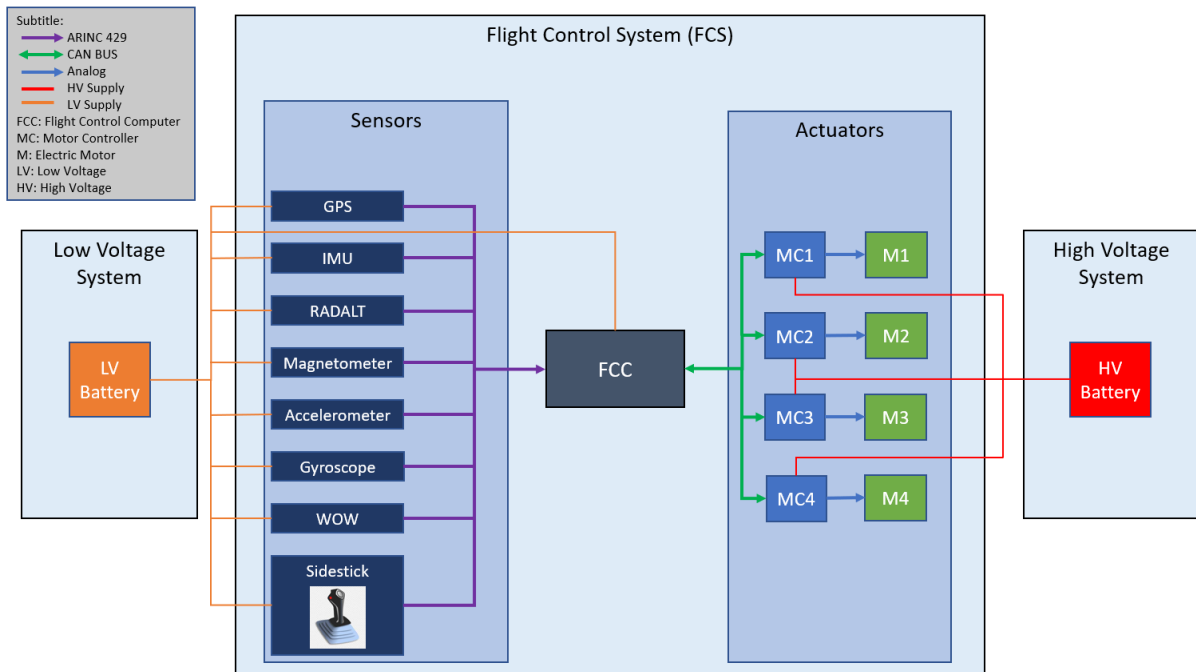 Subtitle:
ARINC 429
CAN BUS
Analog
HV Supply
LV Supply
FCC: Flight Control Computer
MC: Motor Controller
M: Electric Motor
LV: Low Voltage
HV: High Voltage
Flight Control System (FCS)
Low Voltage
System
LV
Battery
Sensors
GPS
IMU
RADALT
Magnetometer
Accelerometer
Gyroscope
WOW
Sidestick
FCC
Actuators
MC1
M1
MC2
M2
MC3
M3
MC4
M4
High Voltage
System
HV
Battery